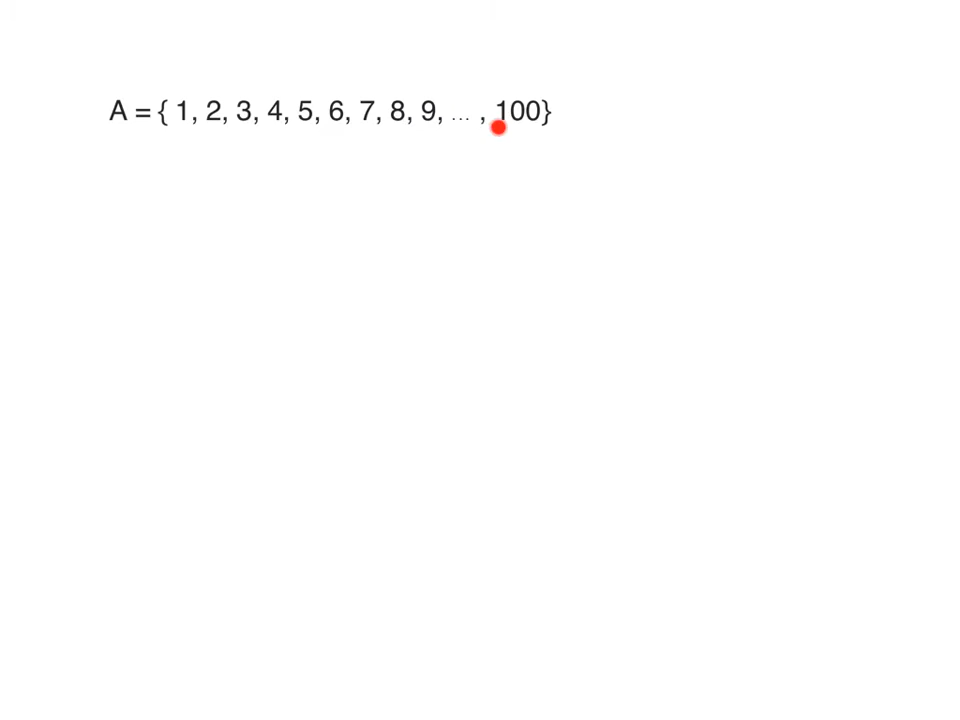 A = { 1, 2, 3, 4, 5, 6, 7, 8, 9, ... , 100}